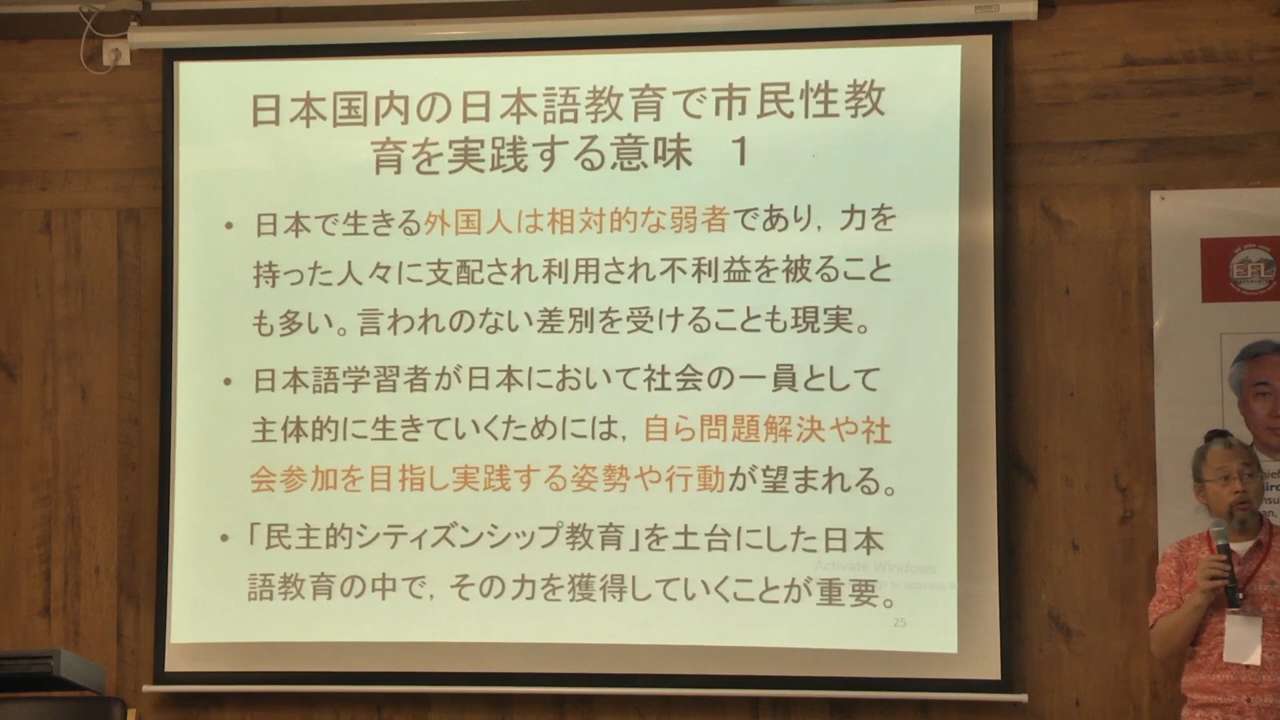 日本国内の日本語教育で市民性教
育を実践する意味　1
・日本で生きる外国人は相対的な弱者であり，力を
持った人々に支配され利用され不利益を被ること
も多い。言われのない差別を受けることも現実。
・日本語学習者が日本において社会の一員として
主体的に生きていくためには，自ら問題解決や社
会参加を目指し実践する姿勢や行動が望まれる。
・「民主的シティズンシップ教育」を土台にした日本
語教育の中で，その力を獲得していくことが重要。
Activate Windows
25